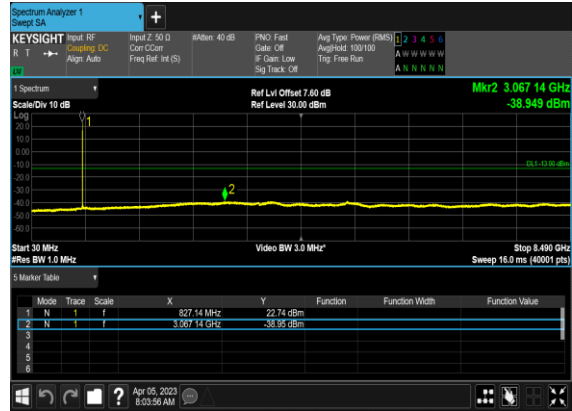 Spectrum Analyzer 1
Swept SA
+
KEYSIGHT Input: RF Input Z: 50 Ω #Atten: 40 dB PNO: Fast Avg Type: Power (RMS) 1 2 3 4 5 6
R T Coupling: DC Corr CCorr Gate: Off Avg|Hold: 100/100 A W W W W W
Align: Auto Freq Ref: Int (S) IF Gain: Low Trig: Free Run
Sig Track: Off A N N N N N
1 Spectrum Ref Lvl Offset 7.60 dB Mkr2 3.067 14 GHz
Scale/Div 10 dB Ref Level 30.00 dBm -38.949 dBm
Log
20.0
10.0
0.00
-10.0
-20.0
-30.0
-40.0
-50.0
-60.0
1
2
DL1 -13.00 dBm
Start 30 MHz Video BW 3.0 MHz* Stop 8.490 GHz
#Res BW 1.0 MHz Sweep 16.0 ms (40001 pts)
5 Marker Table
Mode Trace Scale X Y Function Function Width Function Value
1 N 1 f 827.14 MHz 22.74 dBm
2 N 1 f 3.067 14 GHz -38.95 dBm
3
4
5
6
? Apr 05, 2023
8:03:56 AM